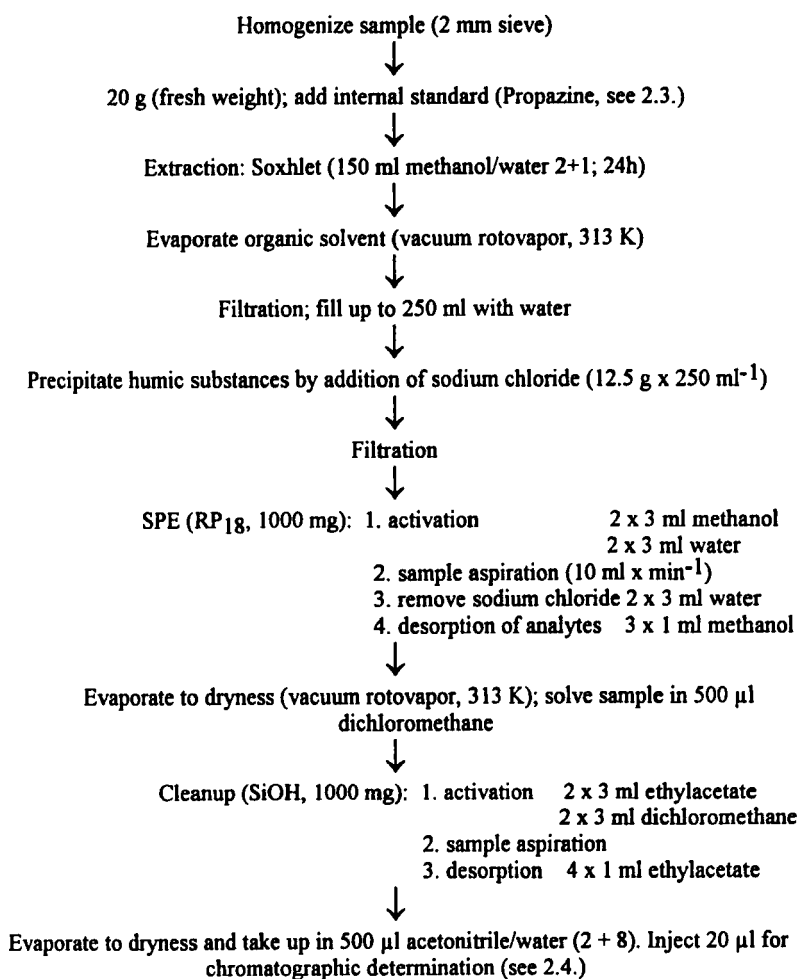 Homogenize sample (2 mm sieve)
20 g (fresh weight); add internal standard (Propazine, see 2.3.)
Extraction: Soxhlet (150 ml methanol/water 2+1; 24h)
Evaporate organic solvent (vacuum rotovapor, 313 K)
Filtration; fill up to 250 ml with water
Precipitate humic substances by addition of sodium chloride (12.5 g x 250 ml⁻¹)
Filtration
SPE (RP₁₈, 1000 mg): 1. activation 2 x 3 ml methanol
2 x 3 ml water
2. sample aspiration (10 ml x min⁻¹)
3. remove sodium chloride 2 x 3 ml water
4. desorption of analytes 3 x 1 ml methanol
Evaporate to dryness (vacuum rotovapor, 313 K); solve sample in 500 µl
dichloromethane
Cleanup (SiOH, 1000 mg): 1. activation 2 x 3 ml ethylacetate
2 x 3 ml dichloromethane
2. sample aspiration
3. desorption 4 x 1 ml ethylacetate
Evaporate to dryness and take up in 500 µl acetonitrile/water (2 + 8). Inject 20 µl for
chromatographic determination (see 2.4.)